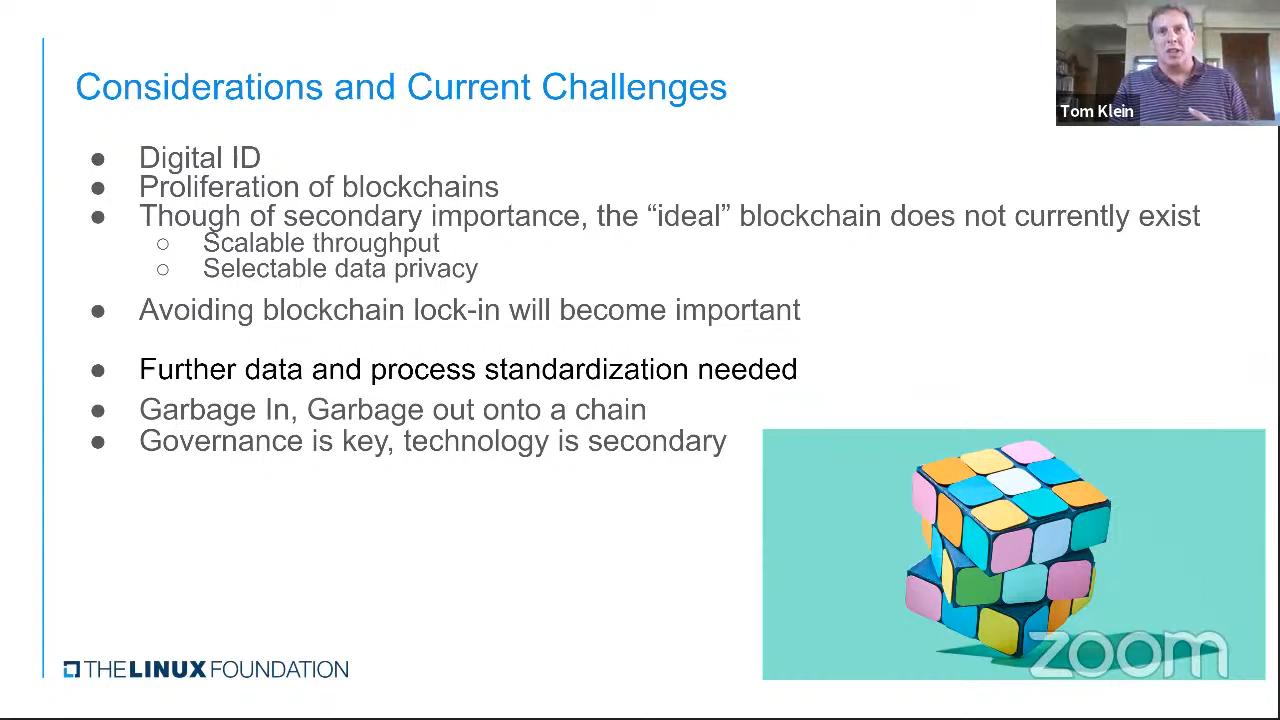 Considerations and Current Challenges
Tom Klein
● Digital ID
● Proliferation of blockchains
● Though of secondary importance, the “ideal” blockchain does not currently exist
○ Scalable throughput
○ Selectable data privacy
● Avoiding blockchain lock-in will become important
● Further data and process standardization needed
● Garbage In, Garbage out onto a chain
● Governance is key, technology is secondary
THE LINUX FOUNDATION
zoom